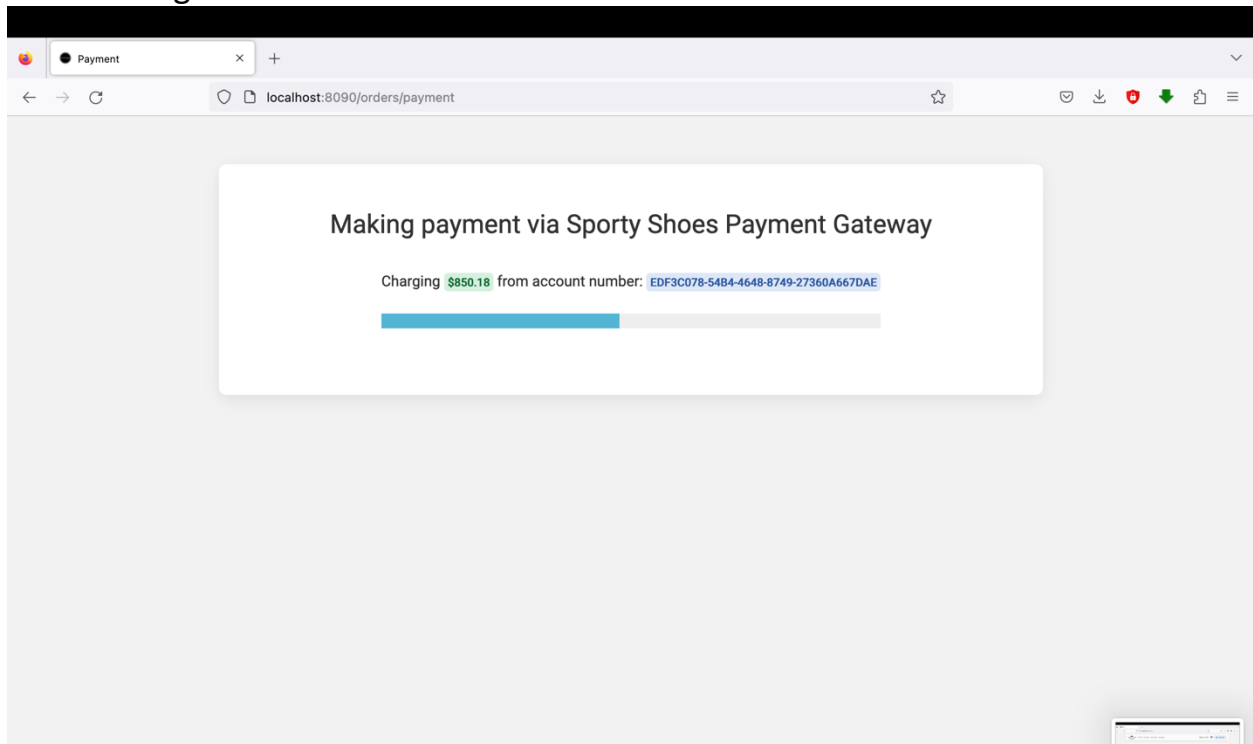 Payment
localhost:8090/orders/payment
Making payment via Sporty Shoes Payment Gateway
Charging $850.18 from account number: EDF3C078-54B4-4648-8749-27360A667DAE